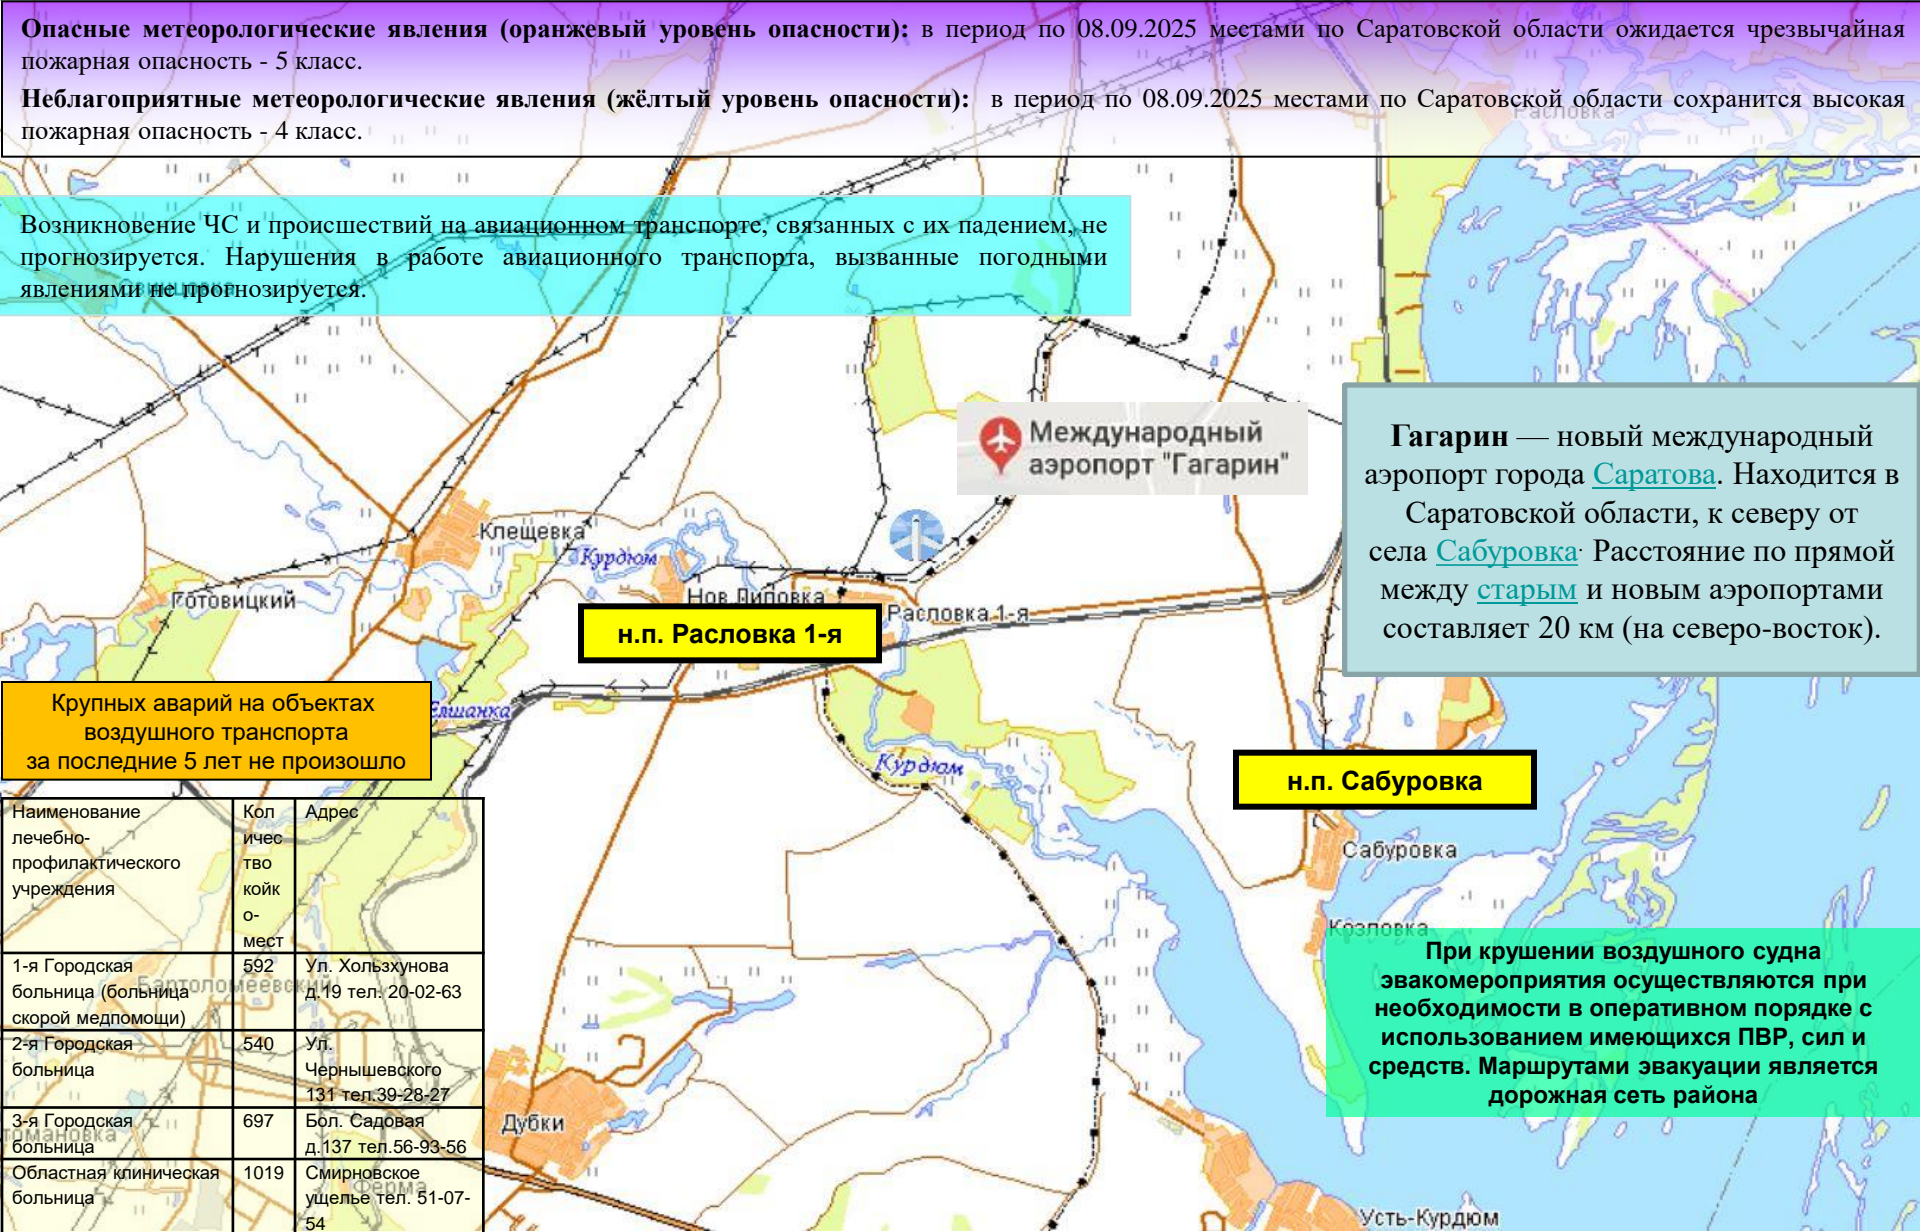 Опасные метеорологические явления (оранжевый уровень опасности): в период по 08.09.2025 местами по Саратовской области ожидается чрезвычайная
пожарная опасность - 5 класс.
Неблагоприятные метеорологические явления (жёлтый уровень опасности): в период по 08.09.2025 местами по Саратовской области сохранится высокая
пожарная опасность - 4 класс.
Расловка
Возникновение ЧС и происшествий на авиационном транспорте, связанных с их падением, не
прогнозируется. Нарушения в работе авиационного транспорта, вызванные погодными
явлениями не прогнозируется.
Международный
аэропорт "Гагарин"
Гагарин — новый международный
аэропорт города Саратова. Находится в
Саратовской области, к северу от
села Сабуровка. Расстояние по прямой
между старым и новым аэропортами
составляет 20 км (на северо-восток).
Клещевка
Курдюм
Готовицкий
Нов.Липовка
Расловка 1-я
н.п. Расловка 1-я
Елшанка
Курдюм
Крупных аварий на объектах
воздушного транспорта
за последние 5 лет не произошло
н.п. Сабуровка
Сабуровка
Козловка
Наименование
лечебно-
профилактического
учреждения
Кол
ичес
тво
койк
о-
мест
Адрес
1-я Городская
больница (больница
скорой медпомощи)
592
Ул. Хользхунова
д.19 тел. 20-02-63
Бартоломеевский
2-я Городская
больница
540
Ул.
Чернышевского
131 тел.39-28-27
3-я Городская
больница
697
Бол. Садовая
д.137 тел.56-93-56
Областная клиническая
больница
1019
Смирновское
ущелье тел. 51-07-
54
Ферма
Дубки
При крушении воздушного судна
эвакомероприятия осуществляются при
необходимости в оперативном порядке с
использованием имеющихся ПВР, сил и
средств. Маршрутами эвакуации является
дорожная сеть района
Усть-Курдюм